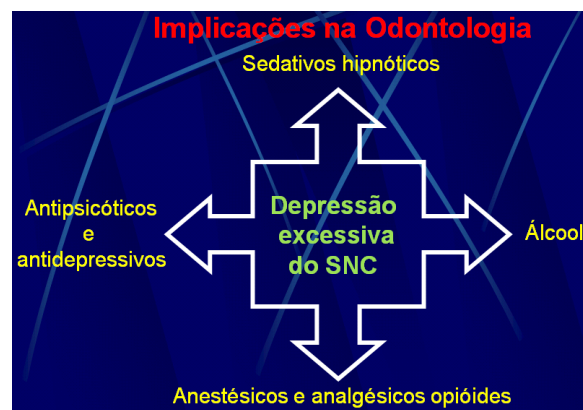 Implicações na Odontologia
Sedativos hipnóticos
Antipsicóticos
e
antidepressivos
Depressão
excessiva
do SNC
Álcool
Anestésicos e analgésicos opióides